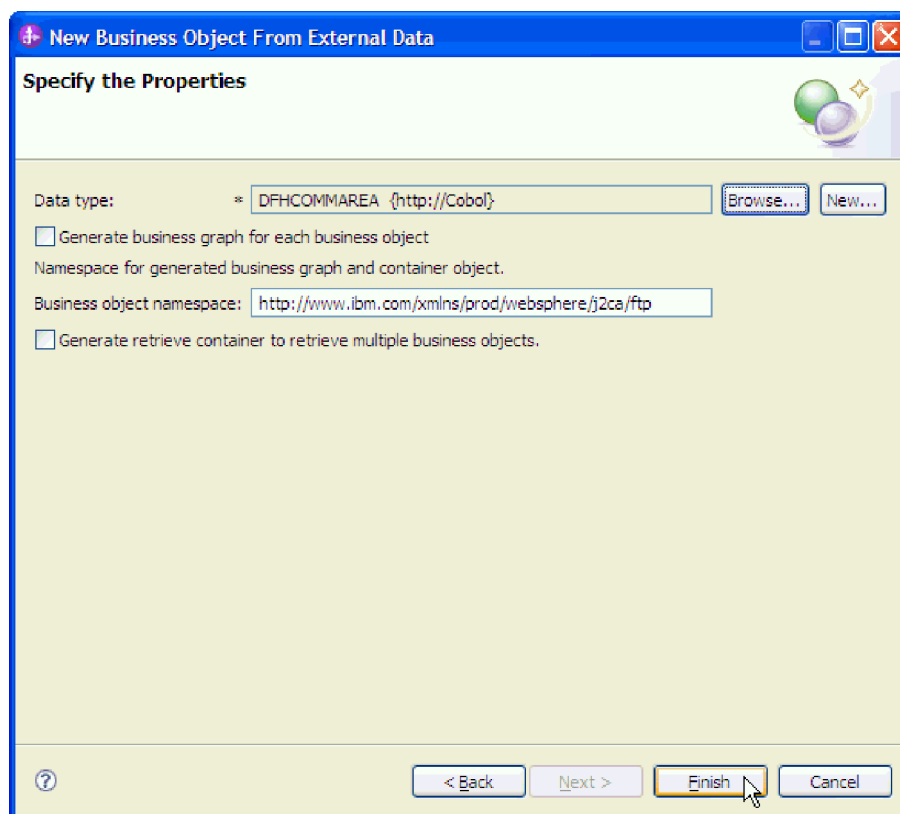 New Business Object From External Data
Specify the Properties
Data type: * DFHCOMMAREA {http://Cobol} Browse... New...
Generate business graph for each business object
Namespace for generated business graph and container object.
Business object namespace: http://www.ibm.com/xmlns/prod/websphere/j2ca/ftp
Generate retrieve container to retrieve multiple business objects.
? < Back Next > Finish Cancel